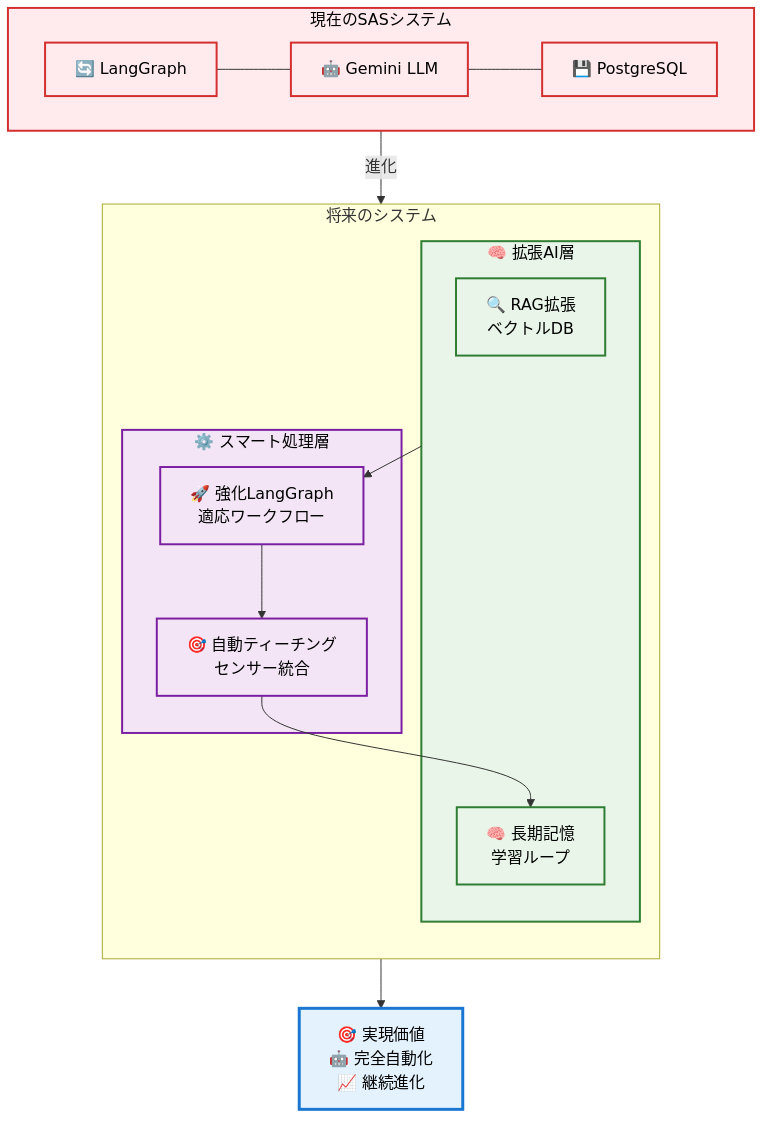 現在のSASシステム
🔄 LangGraph
🤖 Gemini LLM
💾 PostgreSQL
進化
将来のシステム
🧠 拡張AI層
🔍 RAG拡張
ベクトルDB
⚙️ スマート処理層
🚀 強化LangGraph
適応ワークフロー
🎯 自動ティーチング
センサー統合
🧠 長期記憶
学習ループ
🎯 実現価値
🤖 完全自動化
📈 継続進化